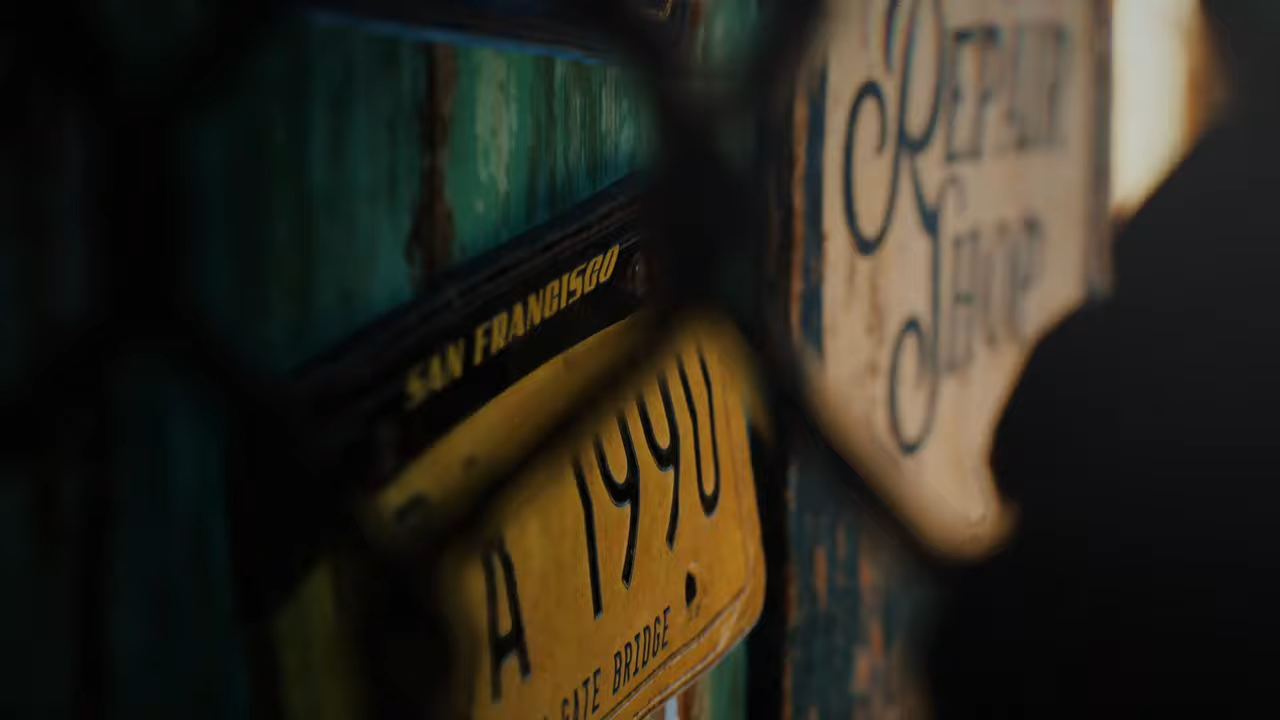 SAN FRANCISCO
A 1990
GATE BRIDGE
REPAIR
SHOP